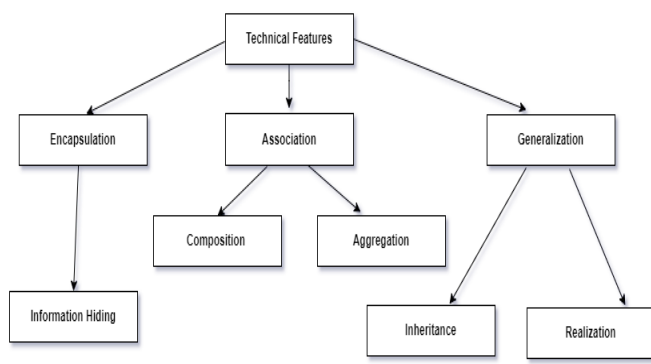 Technical Features
Encapsulation
Association
Generalization
Composition
Aggregation
Information Hiding
Inheritance
Realization